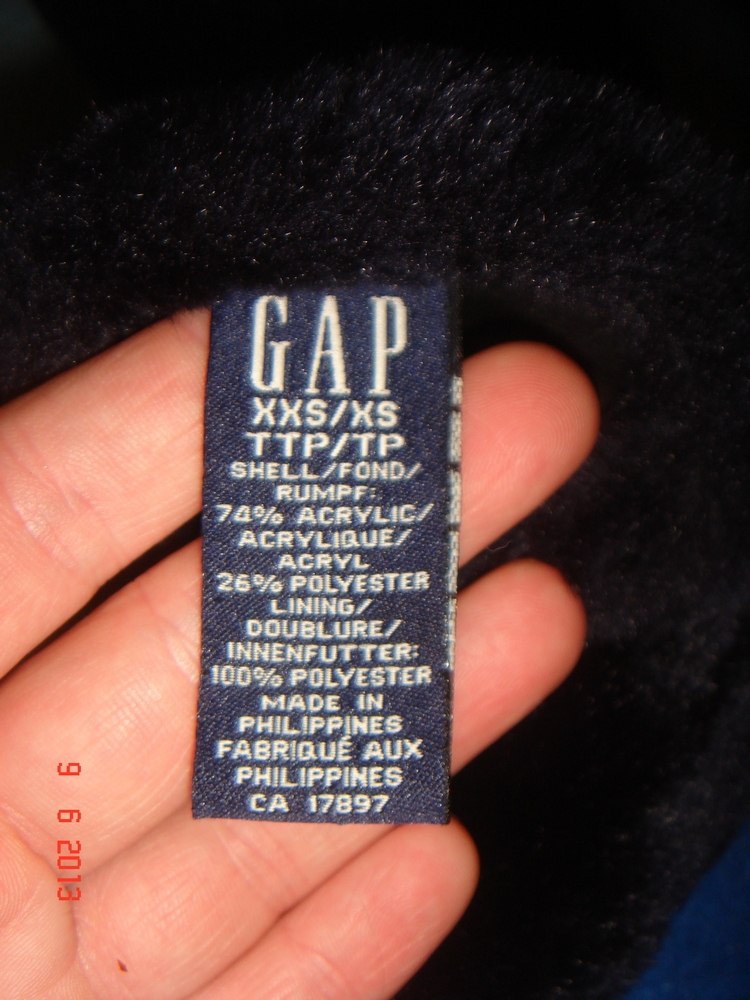 GAP
XXS/XS
TTP/TP
SHELL/FOND/
RUMPF:
74% ACRYLIC/
ACRYLIQUE/
ACRYL
26% POLYESTER
LINING/
DOUBLURE/
INNENFUTTER:
100% POLYESTER
MADE IN
PHILIPPINES
FABRIQUÉ AUX
PHILIPPINES
CA 17897
9 6 2013